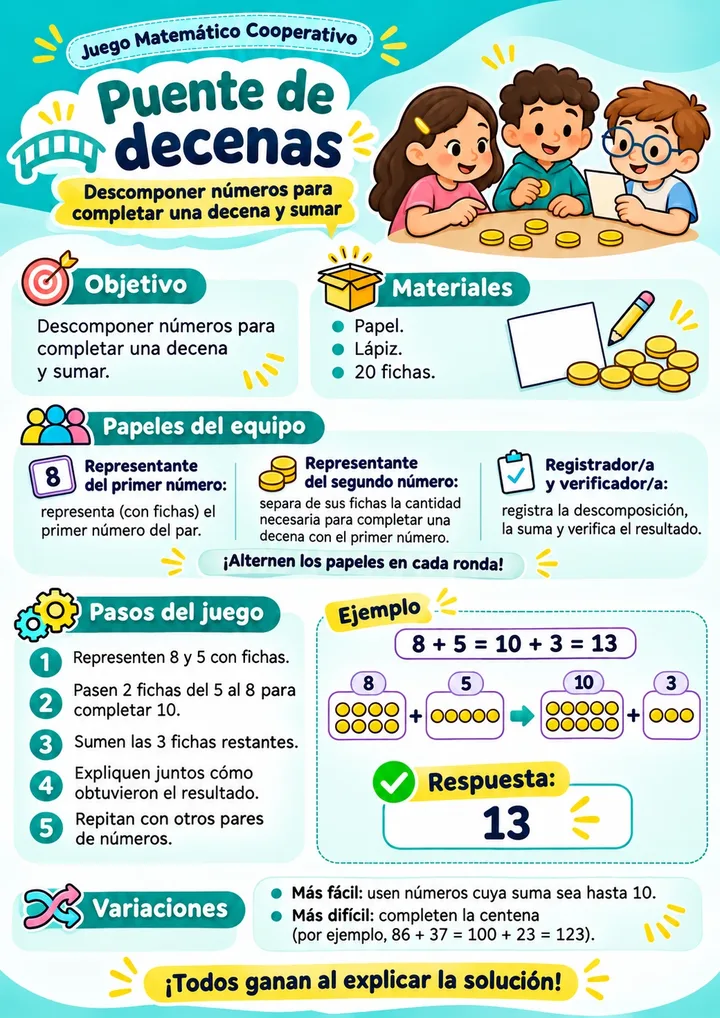 Juego Matemático Cooperativo
Puente de
decenas
Descomponer números para
completar una decena y sumar
Objetivo
Descomponer números para
completar una decena
y sumar.
Materiales
Papel.
Lápiz.
20 fichas.
Papeles del equipo
8
Representante
del primer número:
representa (con fichas) el
primer número del par.
Representante
del segundo número:
separa de sus fichas la cantidad
necesaria para completar una
decena con el primer número.
Registrador/a
y verificador/a:
registra la descomposición,
la suma y verifica el resultado.
¡Alternen los papeles en cada ronda!
Pasos del juego
1 Representen 8 y 5 con fichas.
2 Pasen 2 fichas del 5 al 8 para
completar 10.
3 Sumen las 3 fichas restantes.
4 Expliquen juntos cómo
obtuvieron el resultado.
5 Repitan con otros pares
de números.
Ejemplo
8 + 5 = 10 + 3 = 13
8 5 10 3
+ +
Respuesta:
13
Variaciones
Más fácil: usen números cuya suma sea hasta 10.
Más difícil: completen la centena
(por ejemplo, 86 + 37 = 100 + 23 = 123).
¡Todos ganan al explicar la solución!